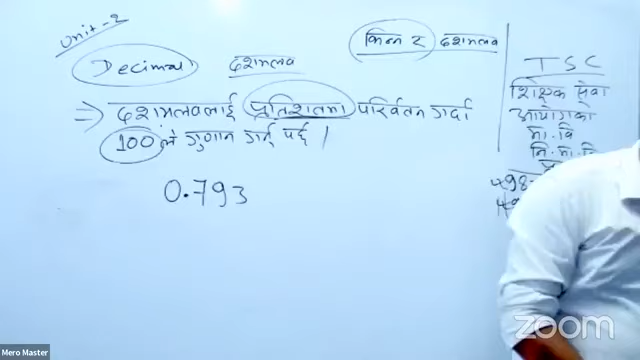 Unit-2
Decimal दशमलव
भिन्न र दशमलव
⇒ दशमलवलाई प्रतिशतमा परिवर्तन गर्दा
100 ले गुणन गर्नु पर्छ |
0.793
TSC
शिक्षक सेवा
आयोगका
मा. वि
नि. मा. वि
zoom
Mero Master